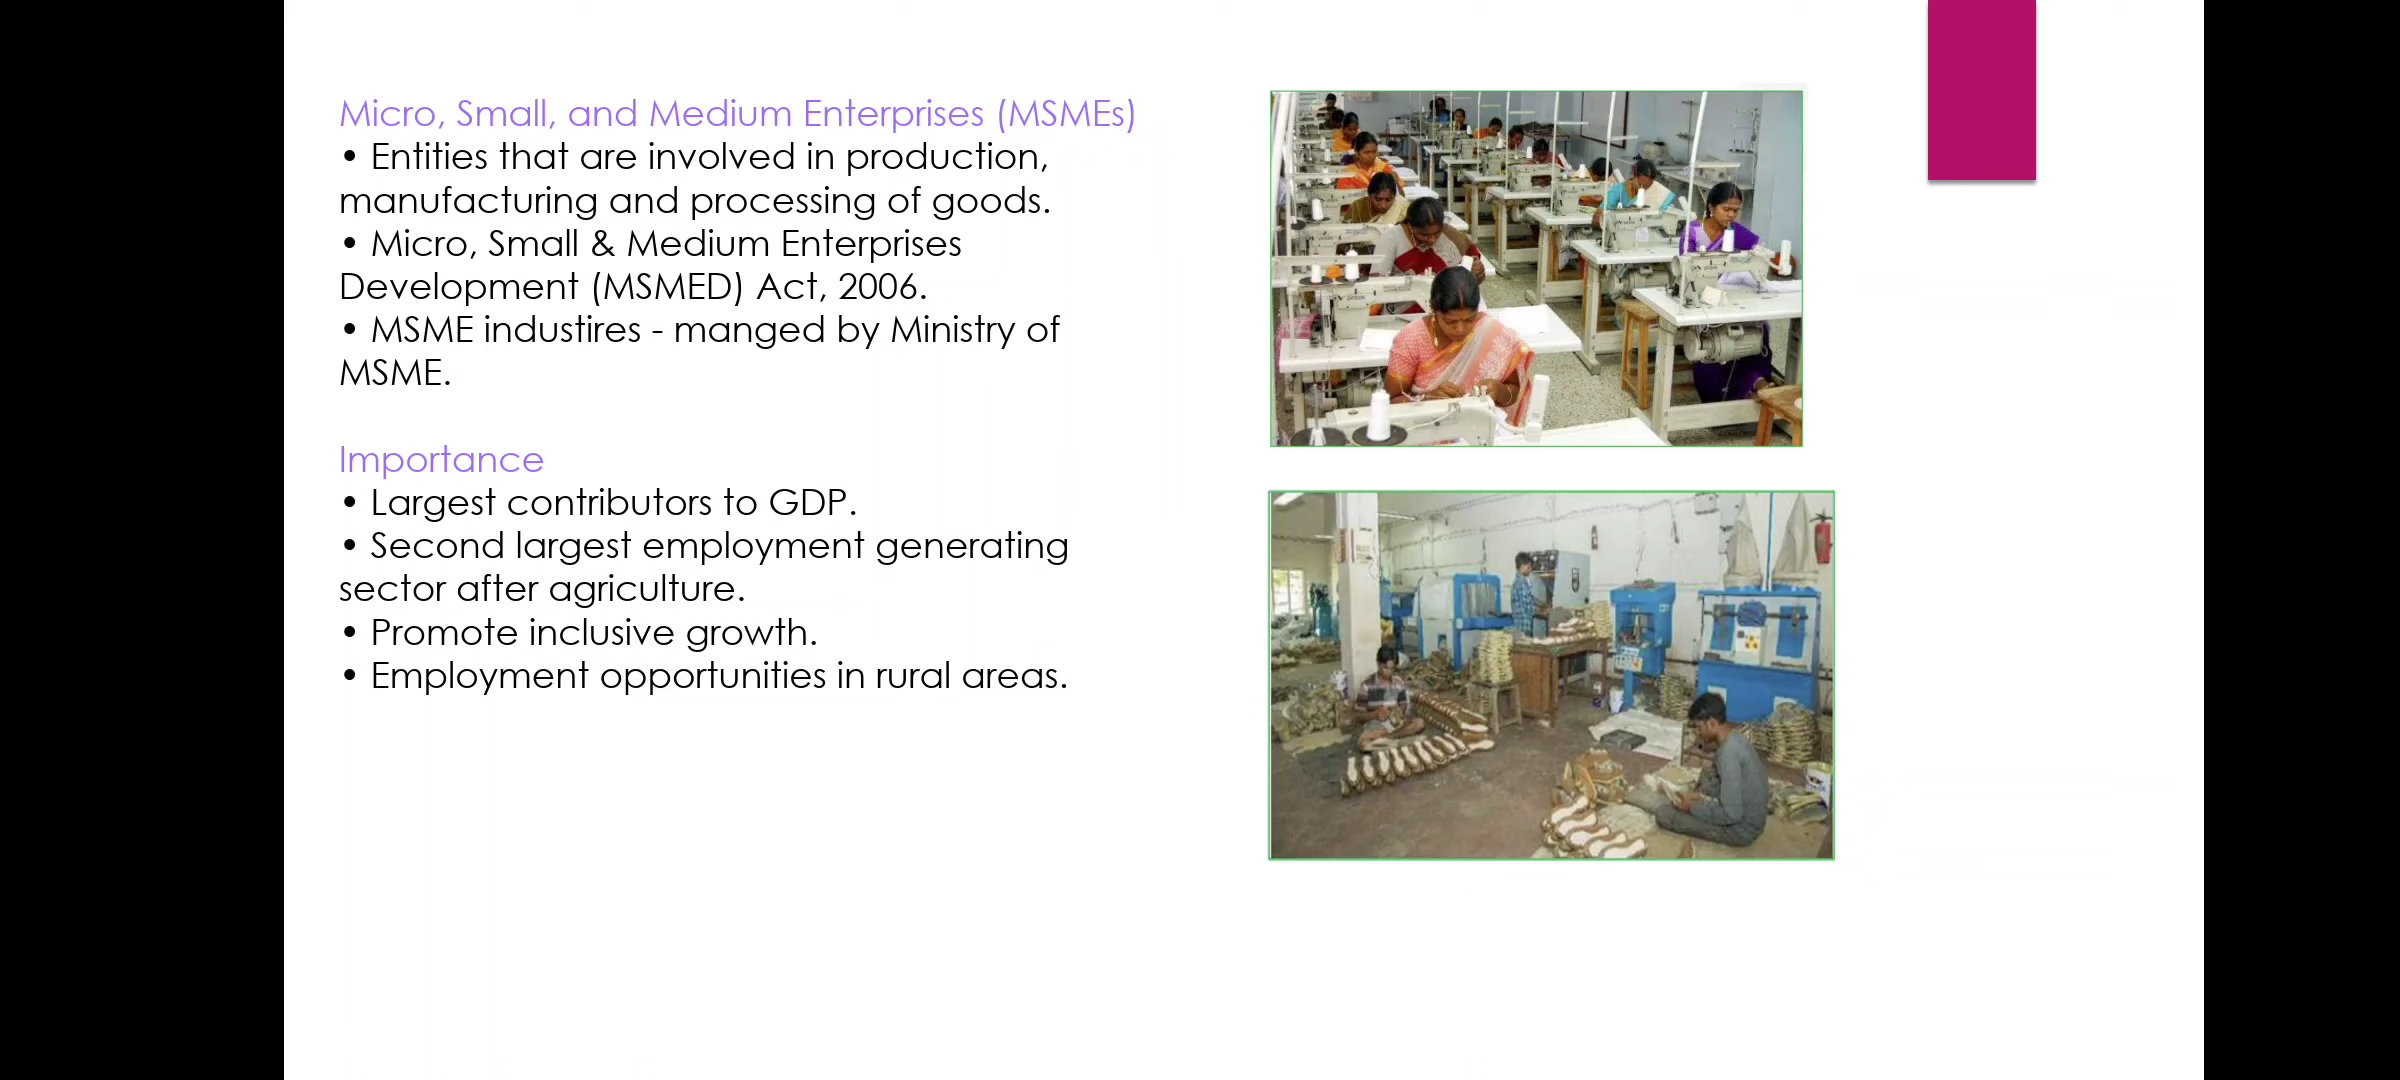 Micro, Small, and Medium Enterprises (MSMEs)
• Entities that are involved in production,
manufacturing and processing of goods.
• Micro, Small & Medium Enterprises
Development (MSMED) Act, 2006.
• MSME industires - manged by Ministry of
MSME.
Importance
• Largest contributors to GDP.
• Second largest employment generating
sector after agriculture.
• Promote inclusive growth.
• Employment opportunities in rural areas.